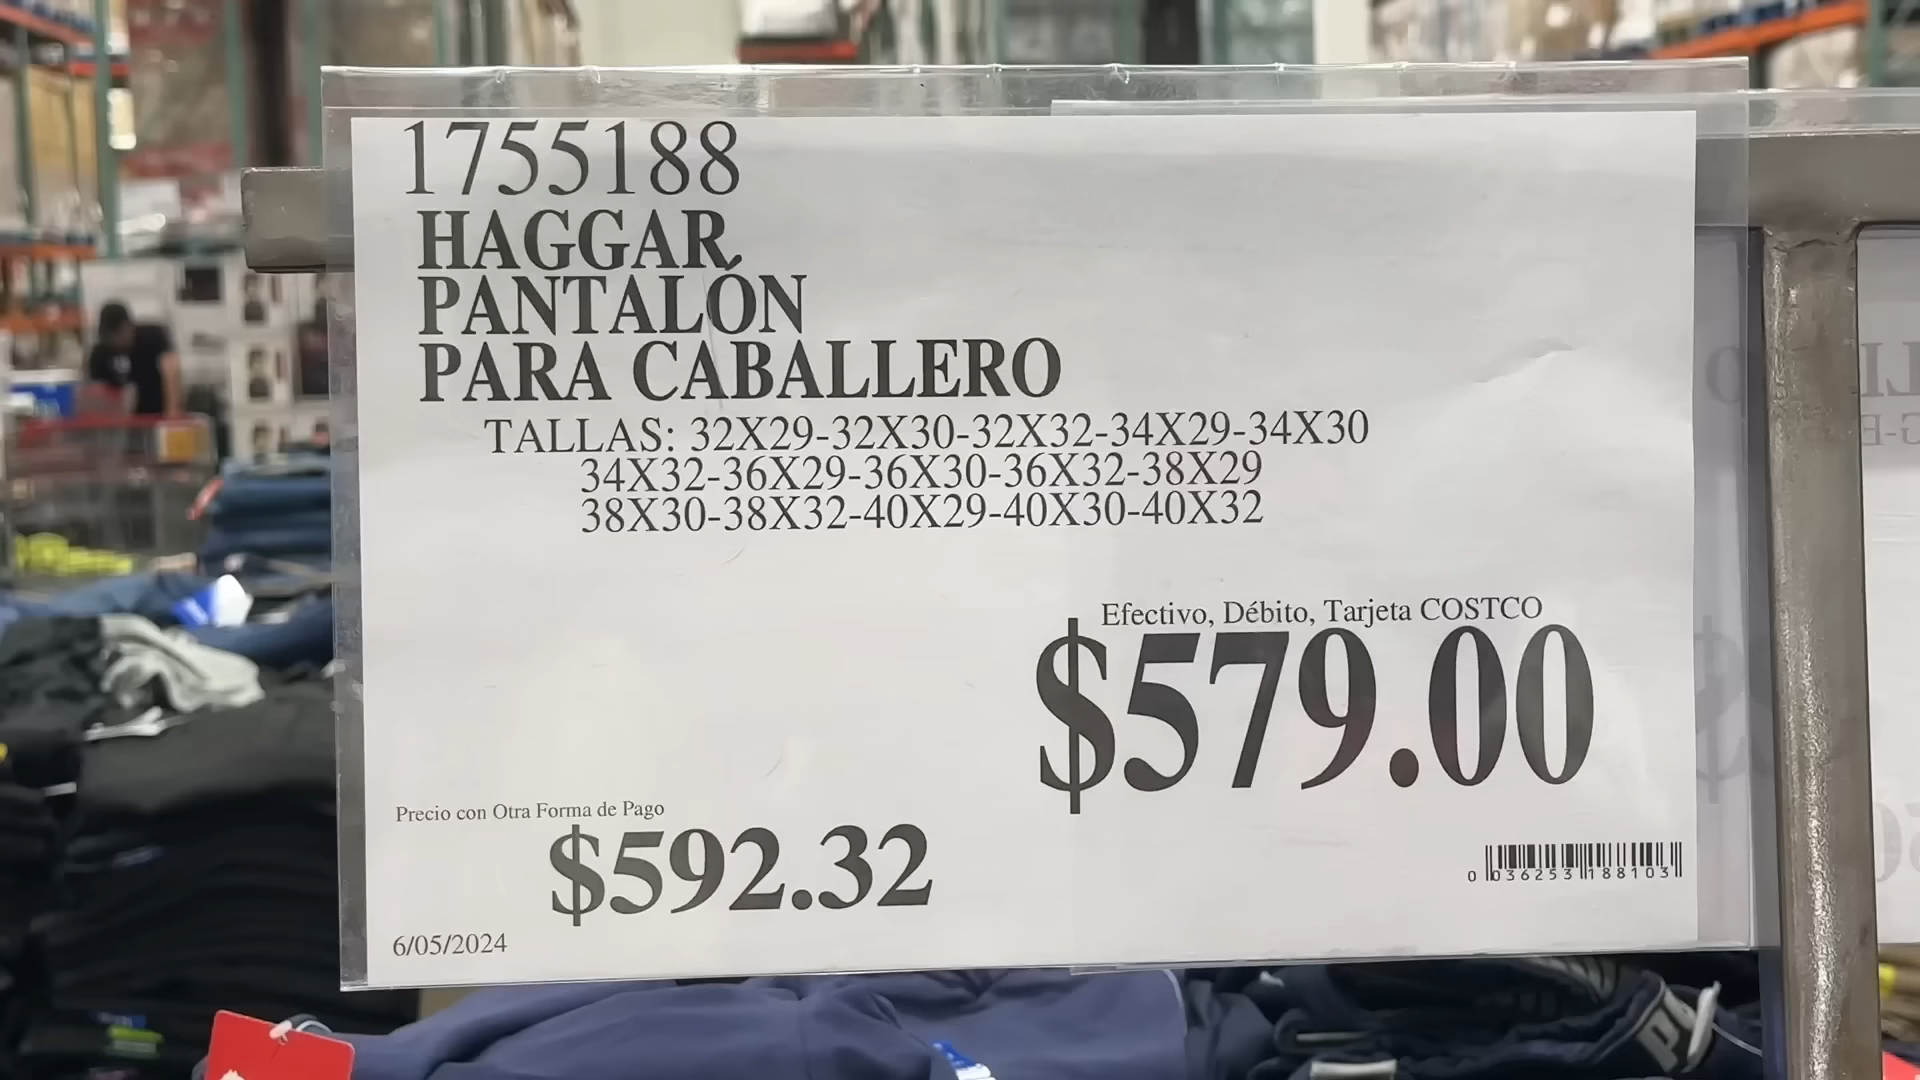 1755188
HAGGAR
PANTALÓN
PARA CABALLERO
TALLAS: 32X29-32X30-32X32-34X29-34X30
34X32-36X29-36X30-36X32-38X29
38X30-38X32-40X29-40X30-40X32
Efectivo, Débito, Tarjeta COSTCO
$579.00
Precio con Otra Forma de Pago
$592.32
0 036253 188103
6/05/2024